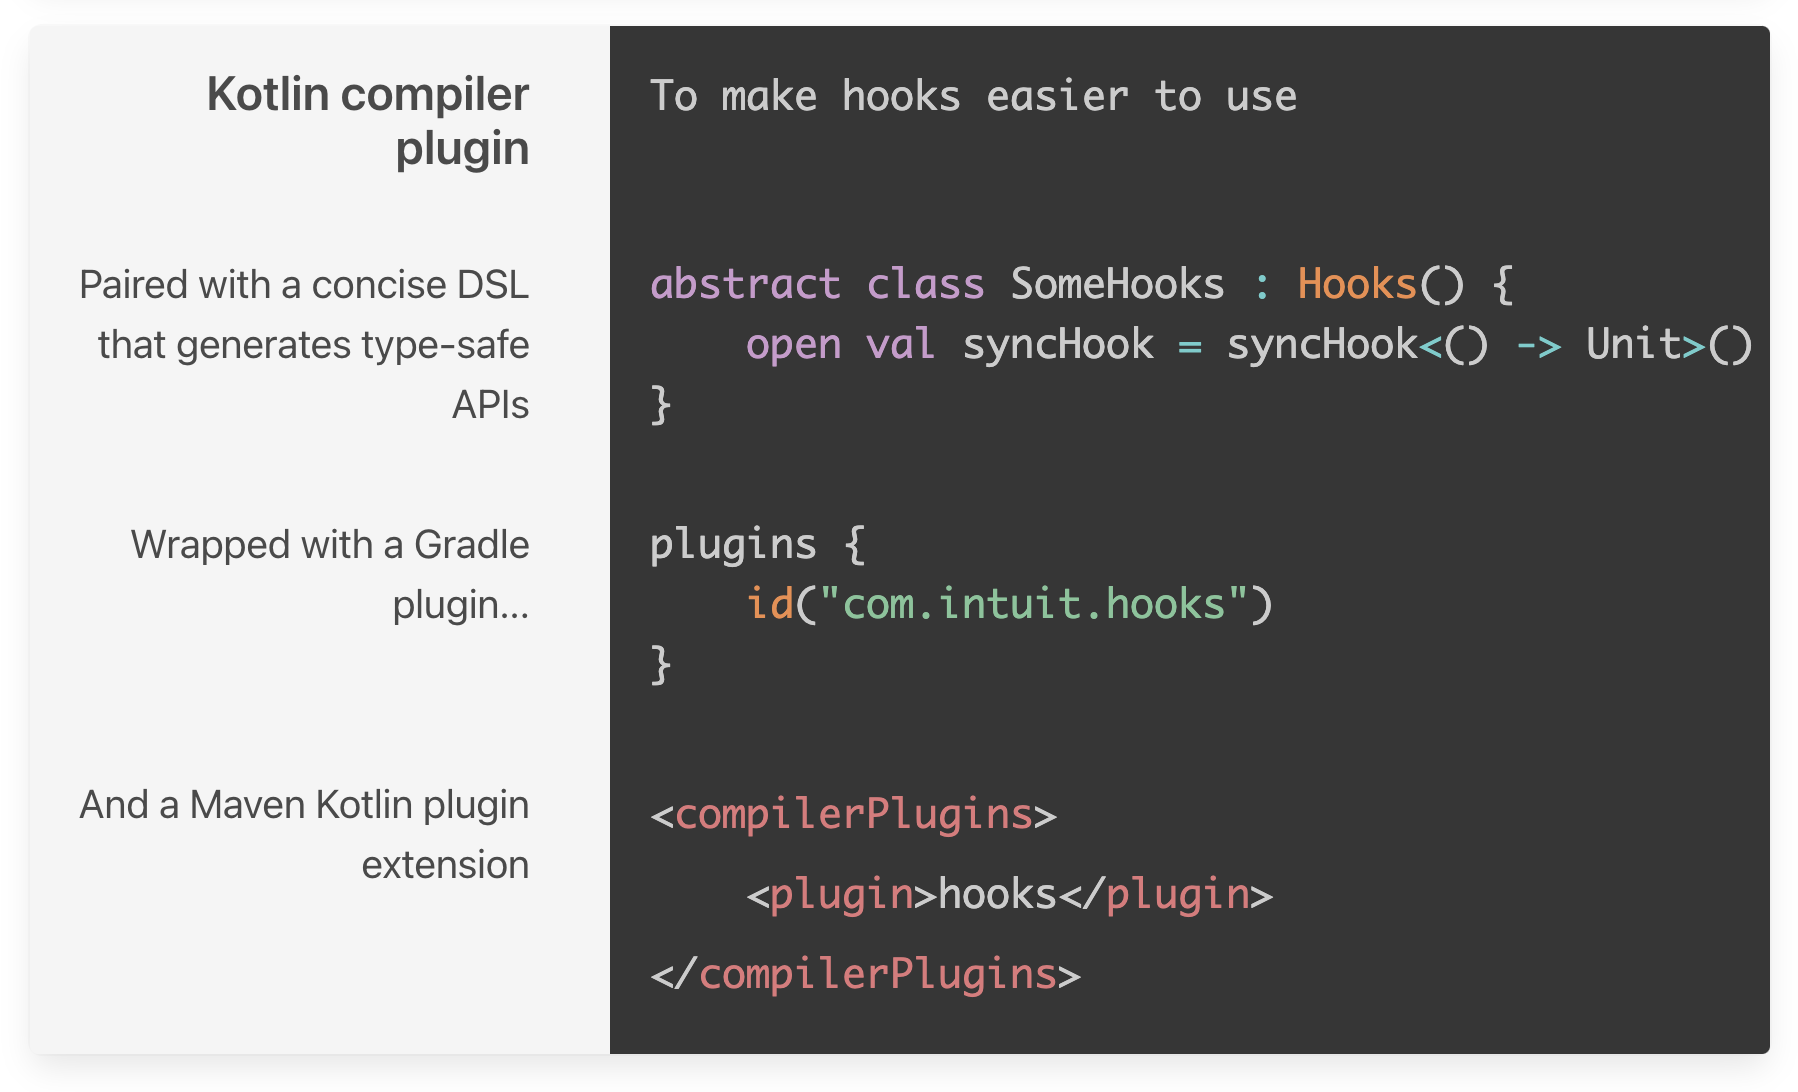 Kotlin compiler
plugin
To make hooks easier to use
Paired with a concise DSL
that generates type-safe
APIs
abstract class SomeHooks : Hooks() {
    open val syncHook = syncHook<() -> Unit>()
}
Wrapped with a Gradle
plugin...
plugins {
    id("com.intuit.hooks")
}
And a Maven Kotlin plugin
extension
<compilerPlugins>
    <plugin>hooks</plugin>
</compilerPlugins>